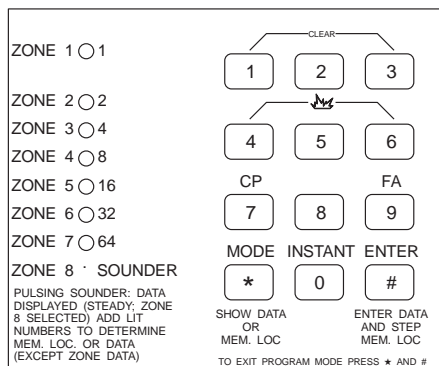 CLEAR
ZONE 1 1
1 2 3
ZONE 2 2
ZONE 3 4
4 5 6
ZONE 4 8
CP FA
ZONE 5 16
7 8 9
ZONE 6 32
ZONE 7 64
MODE INSTANT ENTER
ZONE 8 · SOUNDER
* 0 #
PULSING SOUNDER: DATA
DISPLAYED (STEADY; ZONE
8 SELECTED) ADD LIT
NUMBERS TO DETERMINE
MEM. LOC. OR DATA
(EXCEPT ZONE DATA)
SHOW DATA
OR
MEM. LOC
ENTER DATA
AND STEP
MEM. LOC
TO EXIT PROGRAM MODE PRESS ★ AND #